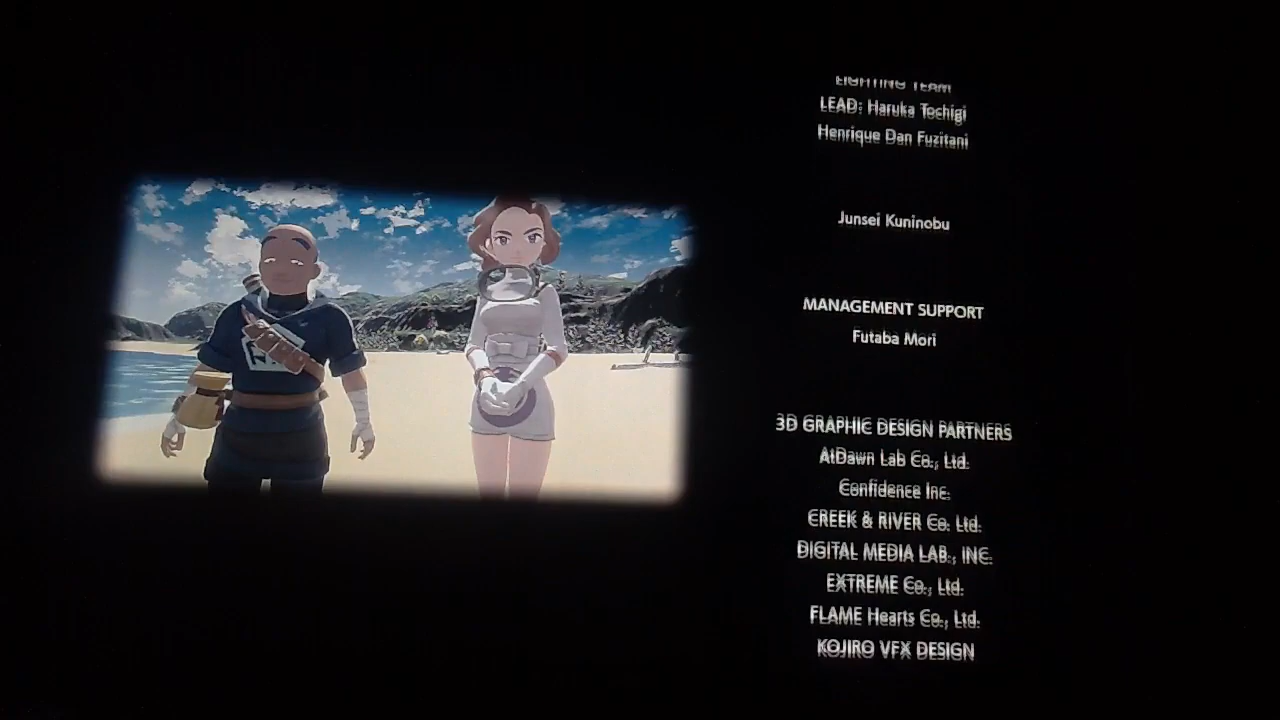 LIGHTING TEAM
LEAD: Haruka Tochigi
Henrique Dan Fuzitani
Junsei Kuninobu
MANAGEMENT SUPPORT
Futaba Mori
3D GRAPHIC DESIGN PARTNERS
AtDawn Lab Co., Ltd.
Confidence Inc.
CREEK & RIVER Co. Ltd.
DIGITAL MEDIA LAB., INC.
EXTREME Co., Ltd.
FLAME Hearts Co., Ltd.
KOJIRO VFX DESIGN